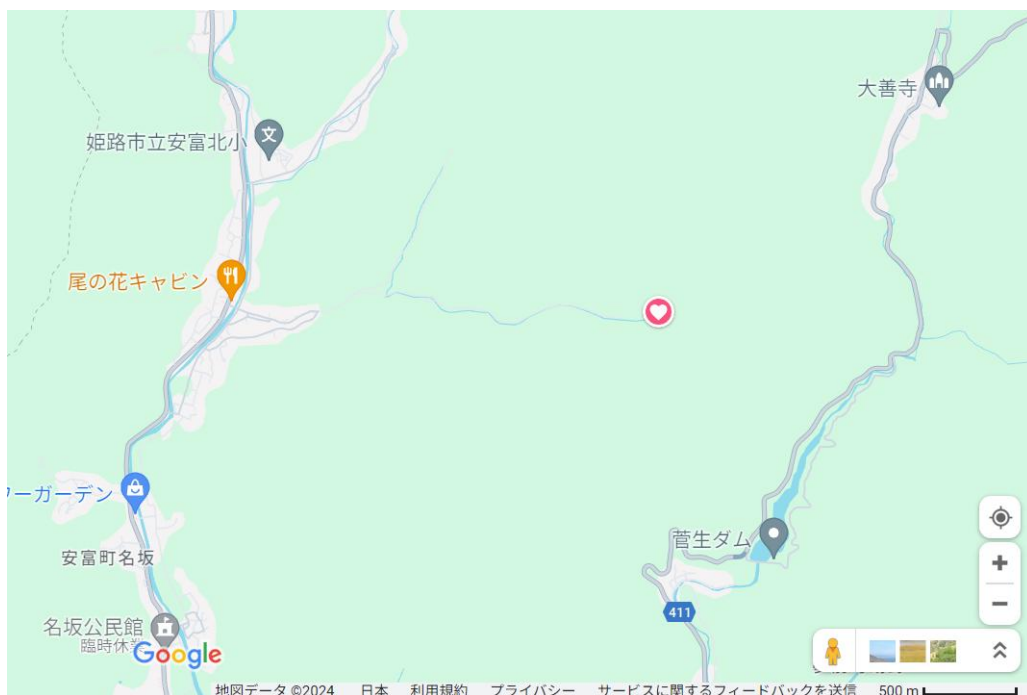 大善寺
姫路市立安富北小
尾の花キャビン
ワーガーデン
菅生ダム
安富町名坂
411
名坂公民館
臨時休業
Google
地図データ ©2024 日本 利用規約 プライバシー サービスに関するフィードバックを送信 500 m